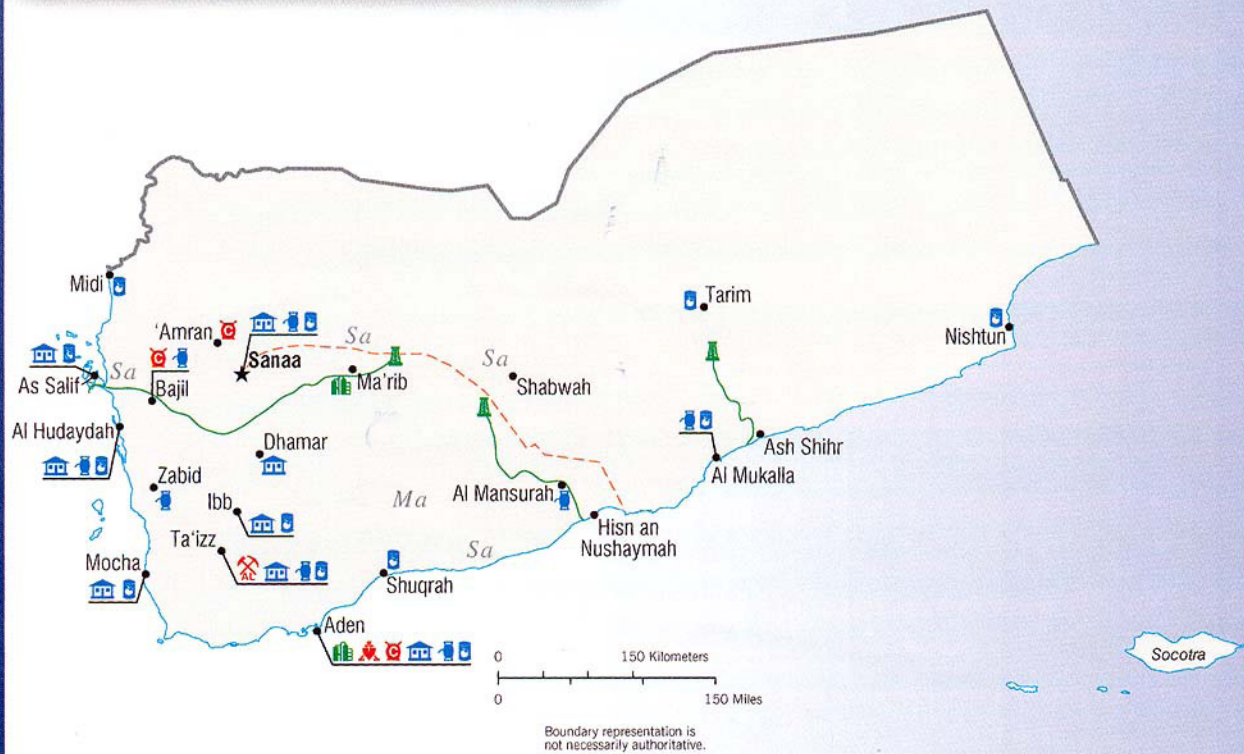 Midi
'Amran
C
Sanaa
Sa
Sa
Tarim
Nishtun
As Salif
Sa
C
Bajil
Ma'rib
Shabwah
Al Hudaydah
Dhamar
Ash Shihr
Al Mukalla
Zabid
Ibb
Ma
Al Mansurah
Hisn an
Nushaymah
Ta'izz
Sa
Mocha
AL
Shuqrah
Aden
C
0
150 Kilometers
0
150 Miles
Socotra
Boundary representation is
not necessarily authoritative.